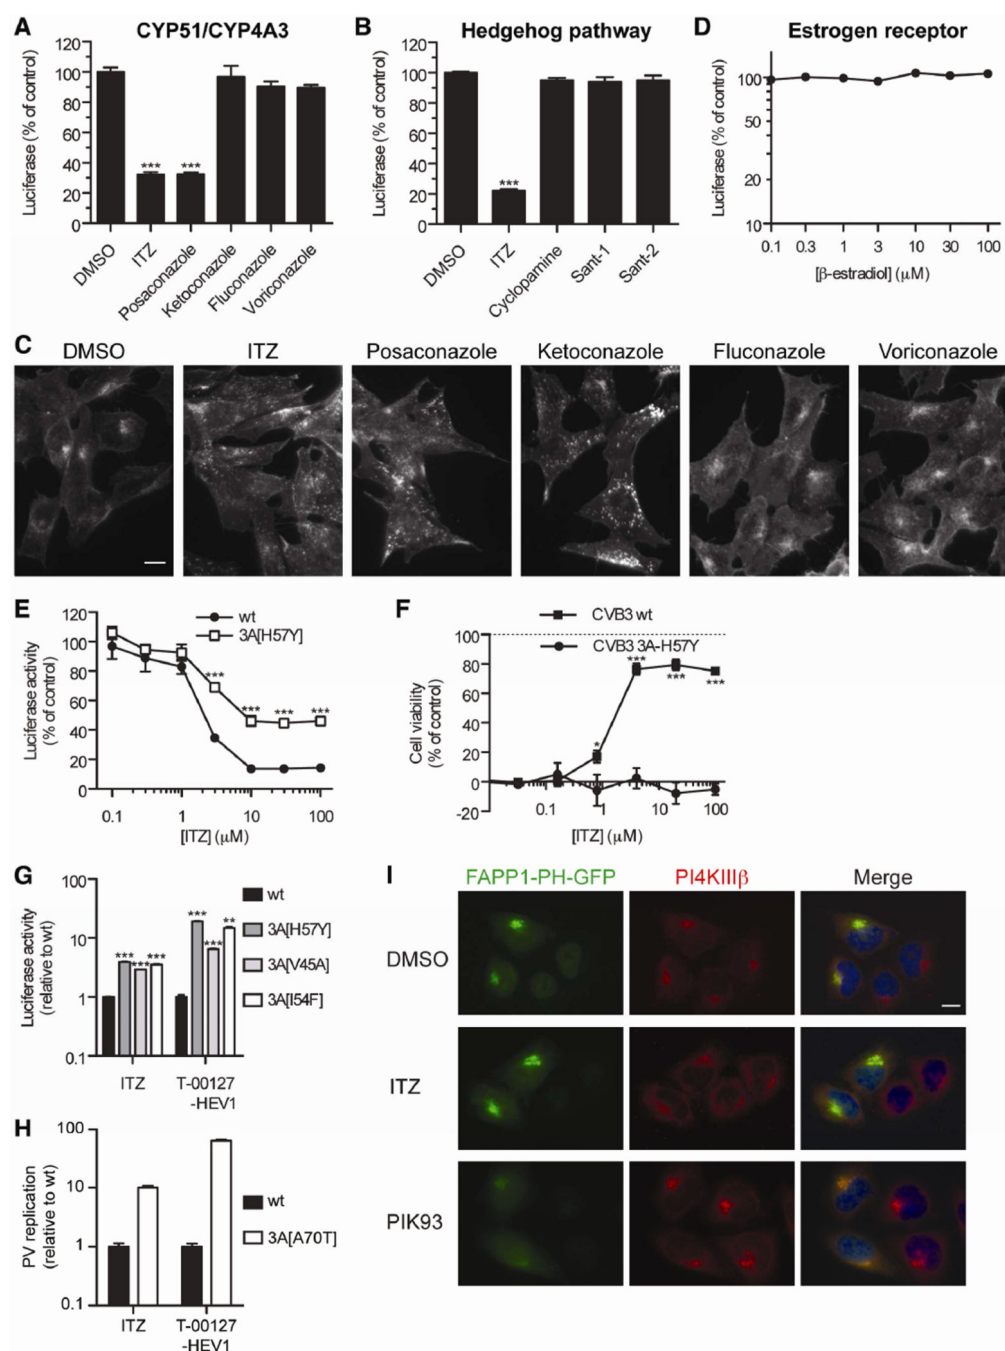 A
CYP51/CYP4A3
Luciferase (% of control)
120
100
80
60
40
20
0
***
***
DMSO
ITZ
Posaconazole
Ketoconazole
Fluconazole
Voriconazole
B
Hedgehog pathway
Luciferase (% of control)
120
100
80
60
40
20
0
***
DMSO
ITZ
Cyclopamine
Sant-1
Sant-2
D
Estrogen receptor
Luciferase (% of control)
100
50
20
10
0.1 0.3 1 3 10 30 100
[β-estradiol] (μM)
C
DMSO
ITZ
Posaconazole
Ketoconazole
Fluconazole
Voriconazole
E
wt
3A[H57Y]
Luciferase activity
(% of control)
120
100
80
60
40
20
0
***
***
***
***
0.1 1 10 100
[ITZ] (μM)
F
CVB3 wt
CVB3 3A-H57Y
Cell viability
(% of control)
100
80
60
40
20
0
-20
*
***
***
***
0.1 1 10 100
[ITZ] (μM)
G
Luciferase activity
(relative to wt)
100
10
1
0.1
***
***
***
***
***
**
ITZ
T-00127
-HEV1
wt
3A[H57Y]
3A[V45A]
3A[I54F]
H
PV replication
(relative to wt)
100
10
1
0.1
ITZ
T-00127
-HEV1
wt
3A[A70T]
I
FAPP1-PH-GFP
PI4KIIIβ
Merge
DMSO
ITZ
PIK93